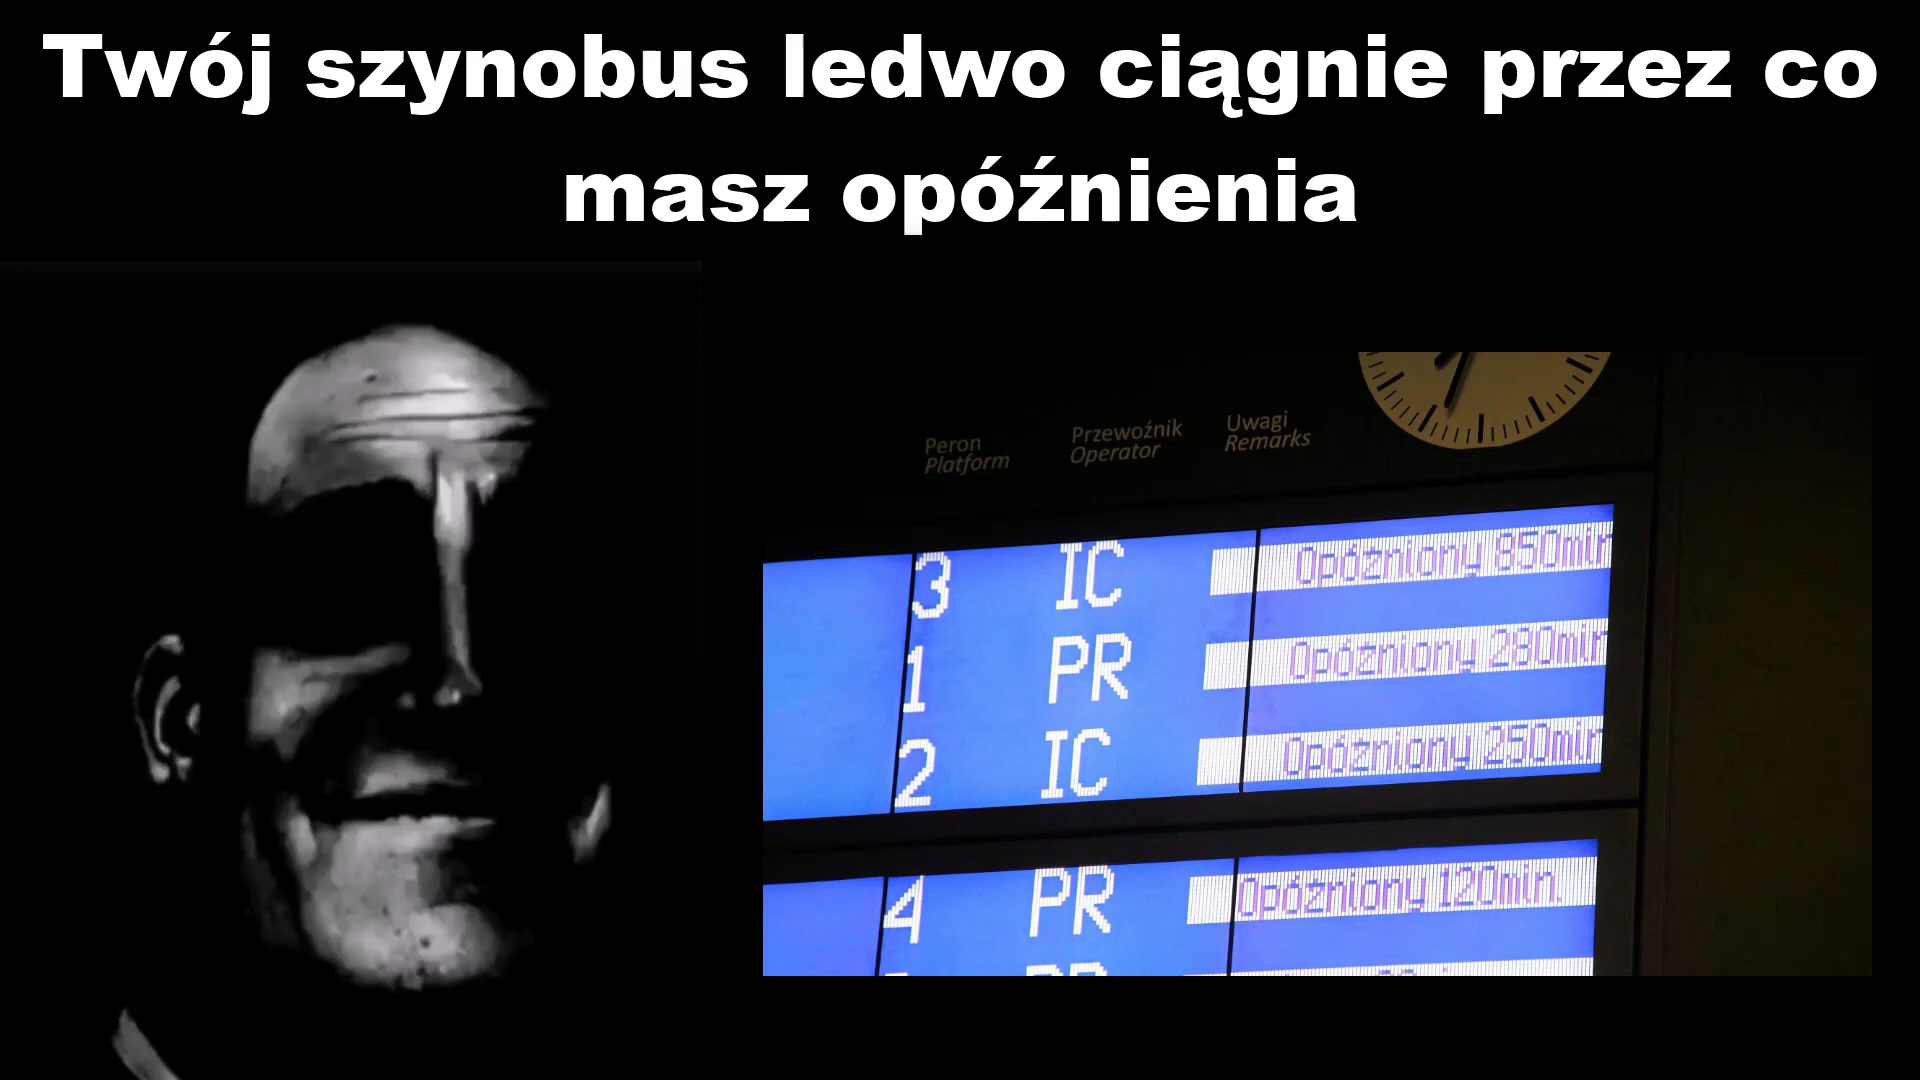 Twój szynobus ledwo ciągnie przez co
masz opóźnienia
Peron Przewoźnik Uwagi
Platform Operator Remarks
3 IC Opóźniony 850min
1 PR Opóźniony 280min
2 IC Opóźniony 250min
4 PR Opóźniony 120min.
PR